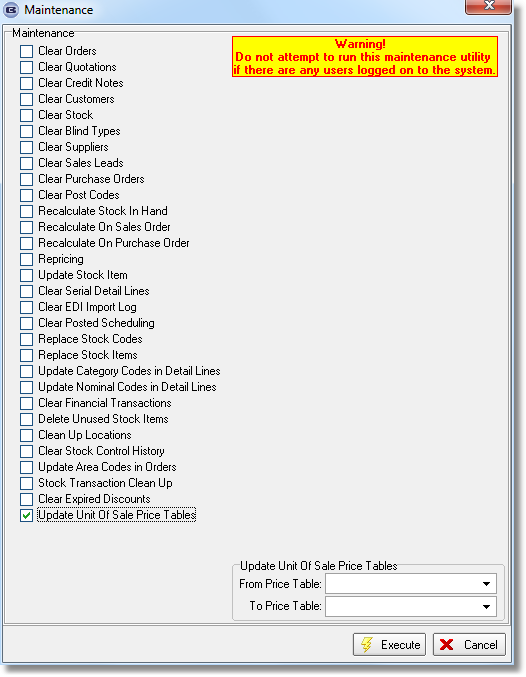 Maintenance
Maintenance
Warning!
Do not attempt to run this maintenance utility
if there are any users logged on to the system.
Clear Orders
Clear Quotations
Clear Credit Notes
Clear Customers
Clear Stock
Clear Blind Types
Clear Suppliers
Clear Sales Leads
Clear Purchase Orders
Clear Post Codes
Recalculate Stock In Hand
Recalculate On Sales Order
Recalculate On Purchase Order
Repricing
Update Stock Item
Clear Serial Detail Lines
Clear EDI Import Log
Clear Posted Scheduling
Replace Stock Codes
Replace Stock Items
Update Category Codes in Detail Lines
Update Nominal Codes in Detail Lines
Clear Financial Transactions
Delete Unused Stock Items
Clean Up Locations
Clear Stock Control History
Update Area Codes in Orders
Stock Transaction Clean Up
Clear Expired Discounts
Update Unit Of Sale Price Tables
Update Unit Of Sale Price Tables
From Price Table:
To Price Table:
Execute
Cancel